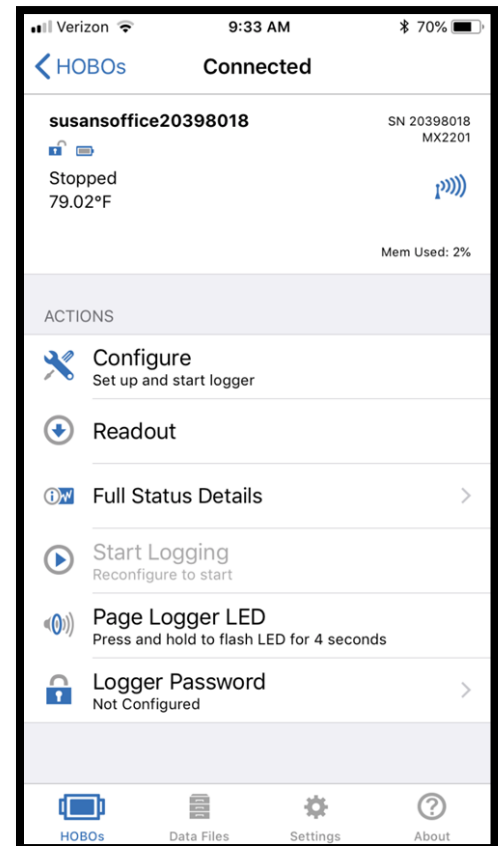 Verizon 9:33 AM 70%
HOBOs Connected
susansoffice20398018 SN 20398018
MX2201
Stopped
79.02°F
Mem Used: 2%
ACTIONS
Configure
Set up and start logger
Readout
Full Status Details
Start Logging
Reconfigure to start
Page Logger LED
Press and hold to flash LED for 4 seconds
Logger Password
Not Configured
HOBOs Data Files Settings About